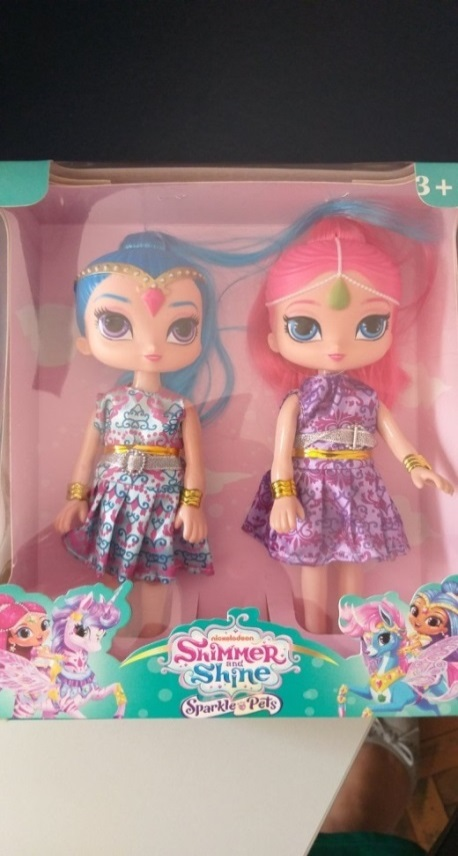 3+
nickelodeon
Shimmer
and
Shine
Sparkle Pets